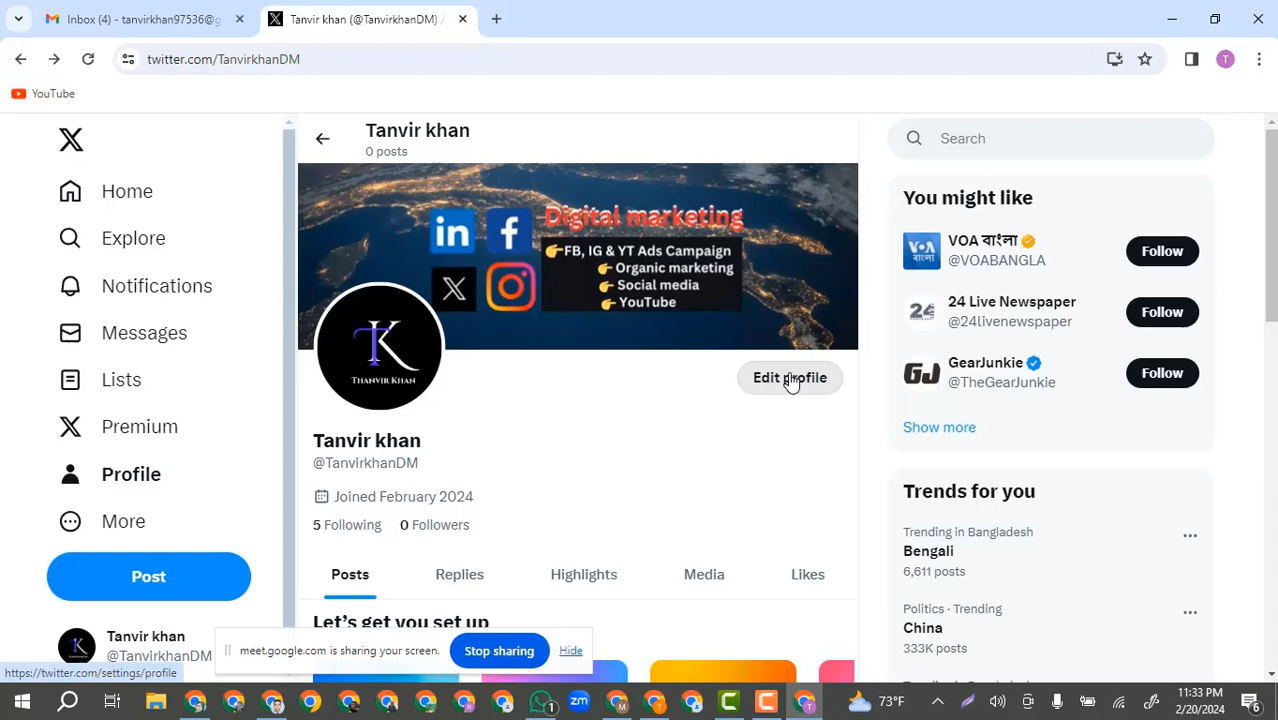 Inbox (4) - tanvirkhan97536@g
Tanvir khan (@TanvirkhanDM) /
twitter.com/TanvirkhanDM
T
YouTube
Home
Explore
Notifications
Messages
Lists
Premium
Profile
More
Post
Tanvir khan
@TanvirkhanDM
https://twitter.com/settings/profile
Tanvir khan
0 posts
Digital marketing
👉FB, IG & YT Ads Campaign
👉Organic marketing
👉Social media
👉YouTube
TK
THANVIR KHAN
Edit profile
Tanvir khan
@TanvirkhanDM
Joined February 2024
5 Following 0 Followers
Posts Replies Highlights Media Likes
Let's get you set up
meet.google.com is sharing your screen. Stop sharing Hide
Search
You might like
VOA বাংলা
@VOABANGLA
Follow
24 Live Newspaper
@24livenewspaper
Follow
GearJunkie
@TheGearJunkie
Follow
Show more
Trends for you
Trending in Bangladesh
Bengali
6,611 posts
Politics · Trending
China
333K posts
73°F
11:33 PM
2/20/2024